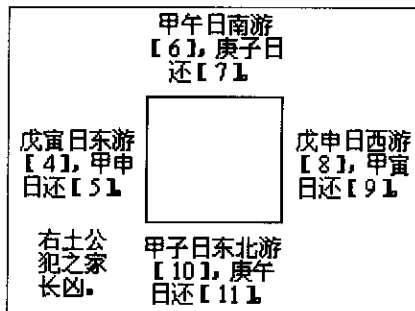 甲午日南游
[6],庚子日
还[7]。
戊寅日东游
[4],甲申
日还[5]。
戊申日西游
[8],甲寅
日还[9]。
右土公
犯之家
长凶。
甲子日东北游
[10],庚午
日还[11]。